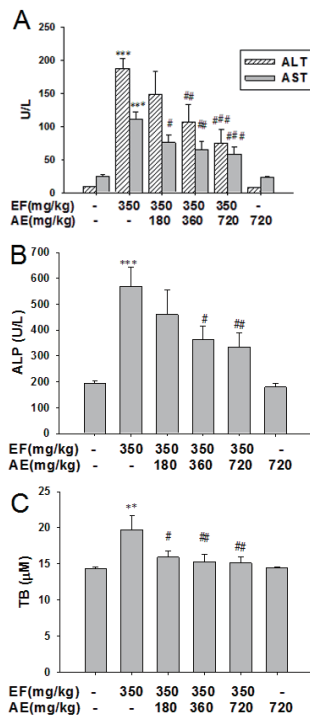 A
ALT
AST
U/L
250
200
150
100
50
0
***
***
#
##
##
###
###
EF(mg/kg) - 350 350 350 350 -
AE(mg/kg) - - 180 360 720 720
B
ALP (U/L)
700
600
500
400
300
200
100
0
***
#
##
EF(mg/kg) - 350 350 350 350 -
AE(mg/kg) - - 180 360 720 720
C
TB (µM)
25
20
15
10
5
0
**
#
##
##
EF(mg/kg) - 350 350 350 350 -
AE(mg/kg) - - 180 360 720 720